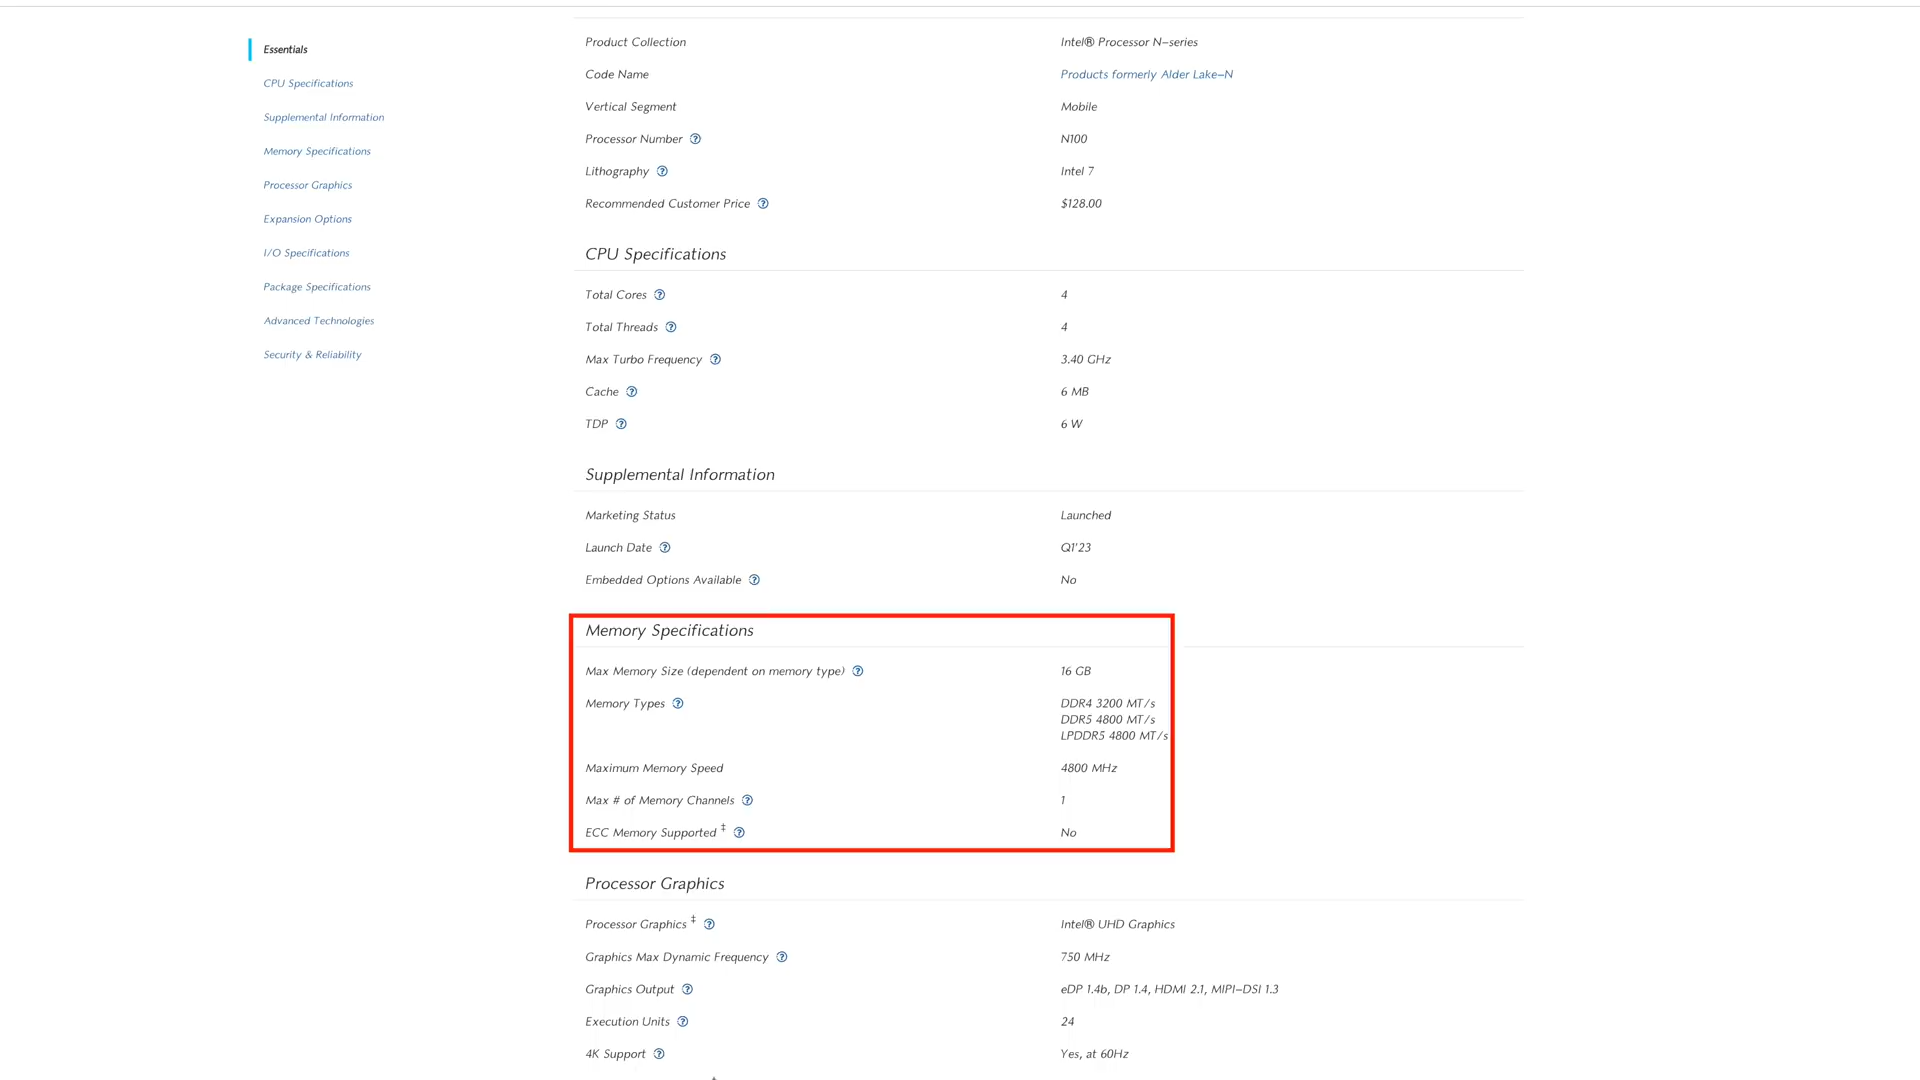 Essentials
CPU Specifications
Supplemental Information
Memory Specifications
Processor Graphics
Expansion Options
I/O Specifications
Package Specifications
Advanced Technologies
Security & Reliability
Product Collection Intel® Processor N-series
Code Name Products formerly Alder Lake-N
Vertical Segment Mobile
Processor Number ? N100
Lithography ? Intel 7
Recommended Customer Price ? $128.00
CPU Specifications
Total Cores ? 4
Total Threads ? 4
Max Turbo Frequency ? 3.40 GHz
Cache ? 6 MB
TDP ? 6 W
Supplemental Information
Marketing Status Launched
Launch Date ? Q1'23
Embedded Options Available ? No
Memory Specifications
Max Memory Size (dependent on memory type) ? 16 GB
Memory Types ? DDR4 3200 MT/s
DDR5 4800 MT/s
LPDDR5 4800 MT/s
Maximum Memory Speed 4800 MHz
Max # of Memory Channels ? 1
ECC Memory Supported ‡ ? No
Processor Graphics
Processor Graphics ‡ ? Intel® UHD Graphics
Graphics Max Dynamic Frequency ? 750 MHz
Graphics Output ? eDP 1.4b, DP 1.4, HDMI 2.1, MIPI-DSI 1.3
Execution Units ? 24
4K Support ? Yes, at 60Hz